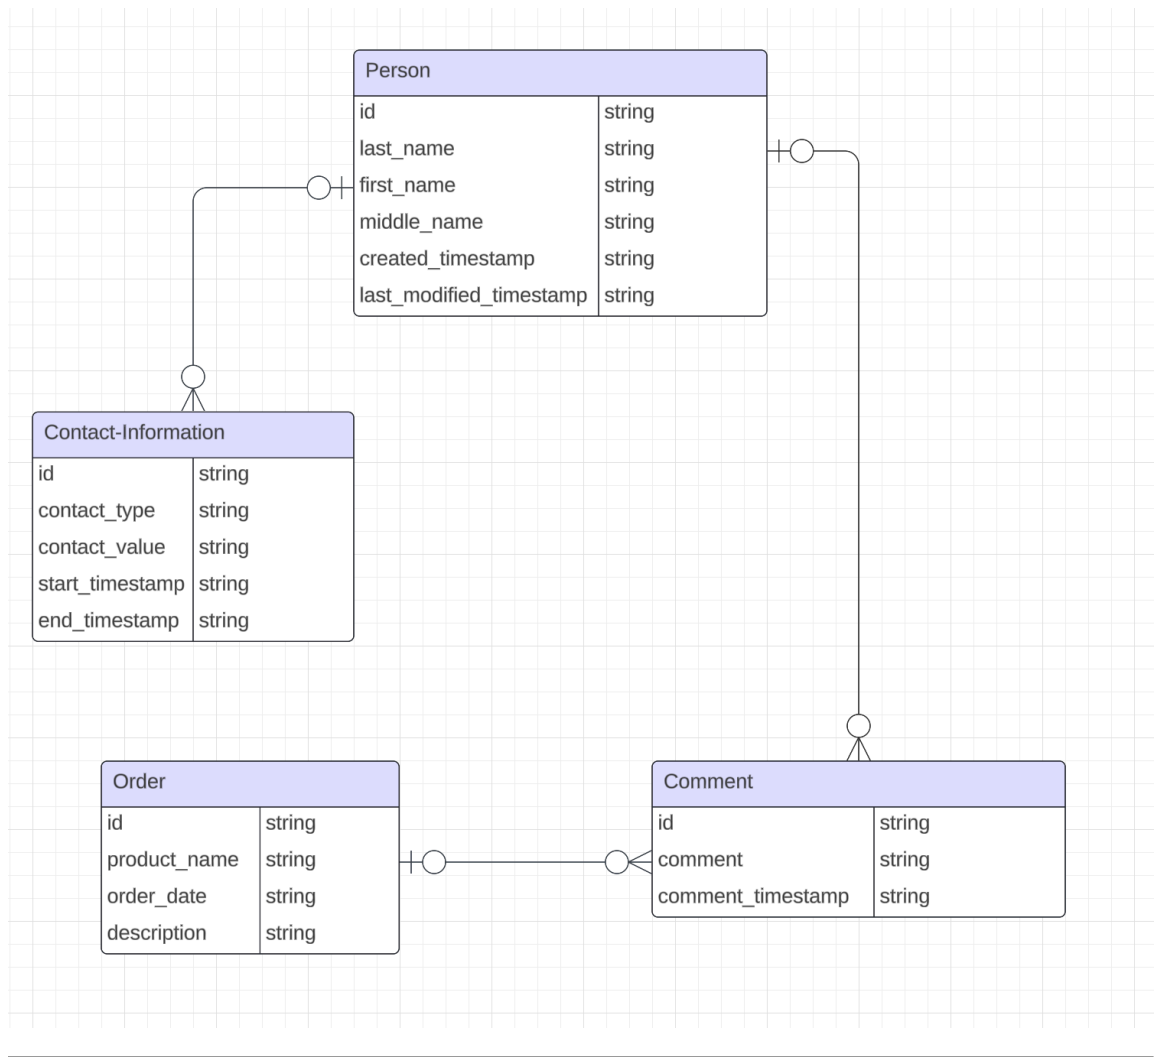 Person
id string
last_name string
first_name string
middle_name string
created_timestamp string
last_modified_timestamp string
Contact-Information
id string
contact_type string
contact_value string
start_timestamp string
end_timestamp string
Order
id string
product_name string
order_date string
description string
Comment
id string
comment string
comment_timestamp string